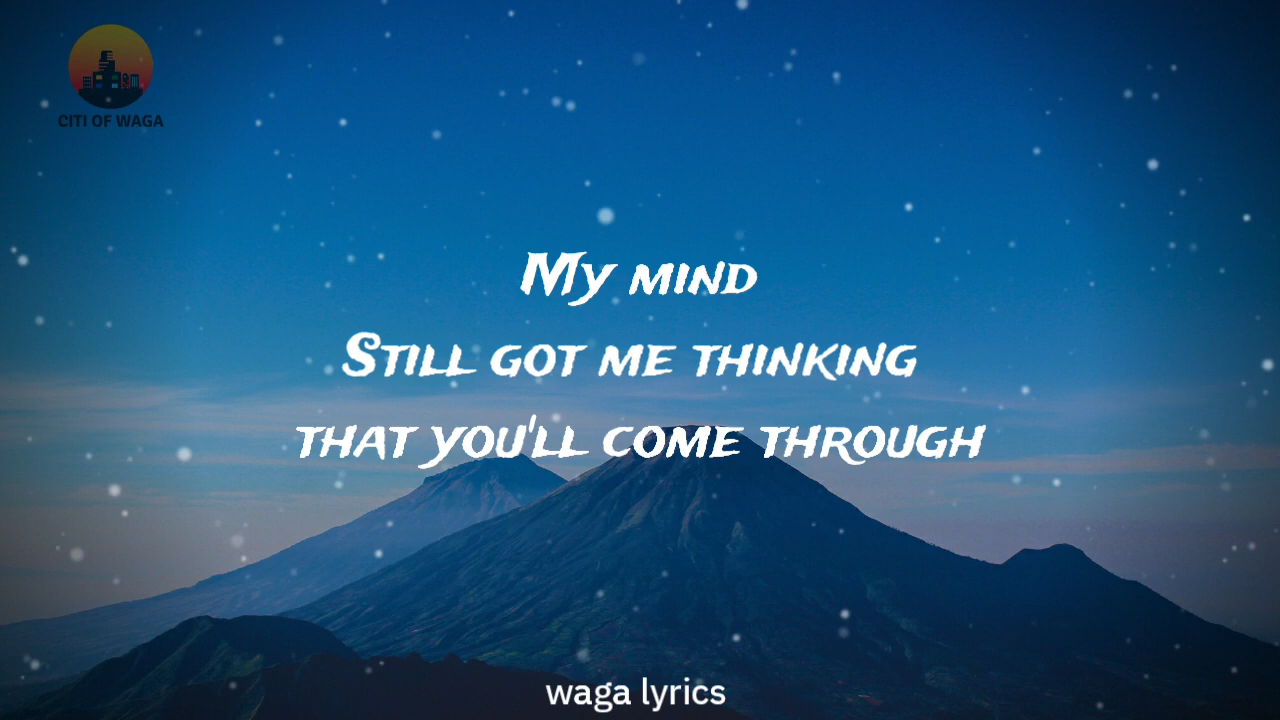 CITI OF WAGA
My mind
Still got me thinking
that you'll come through
waga lyrics